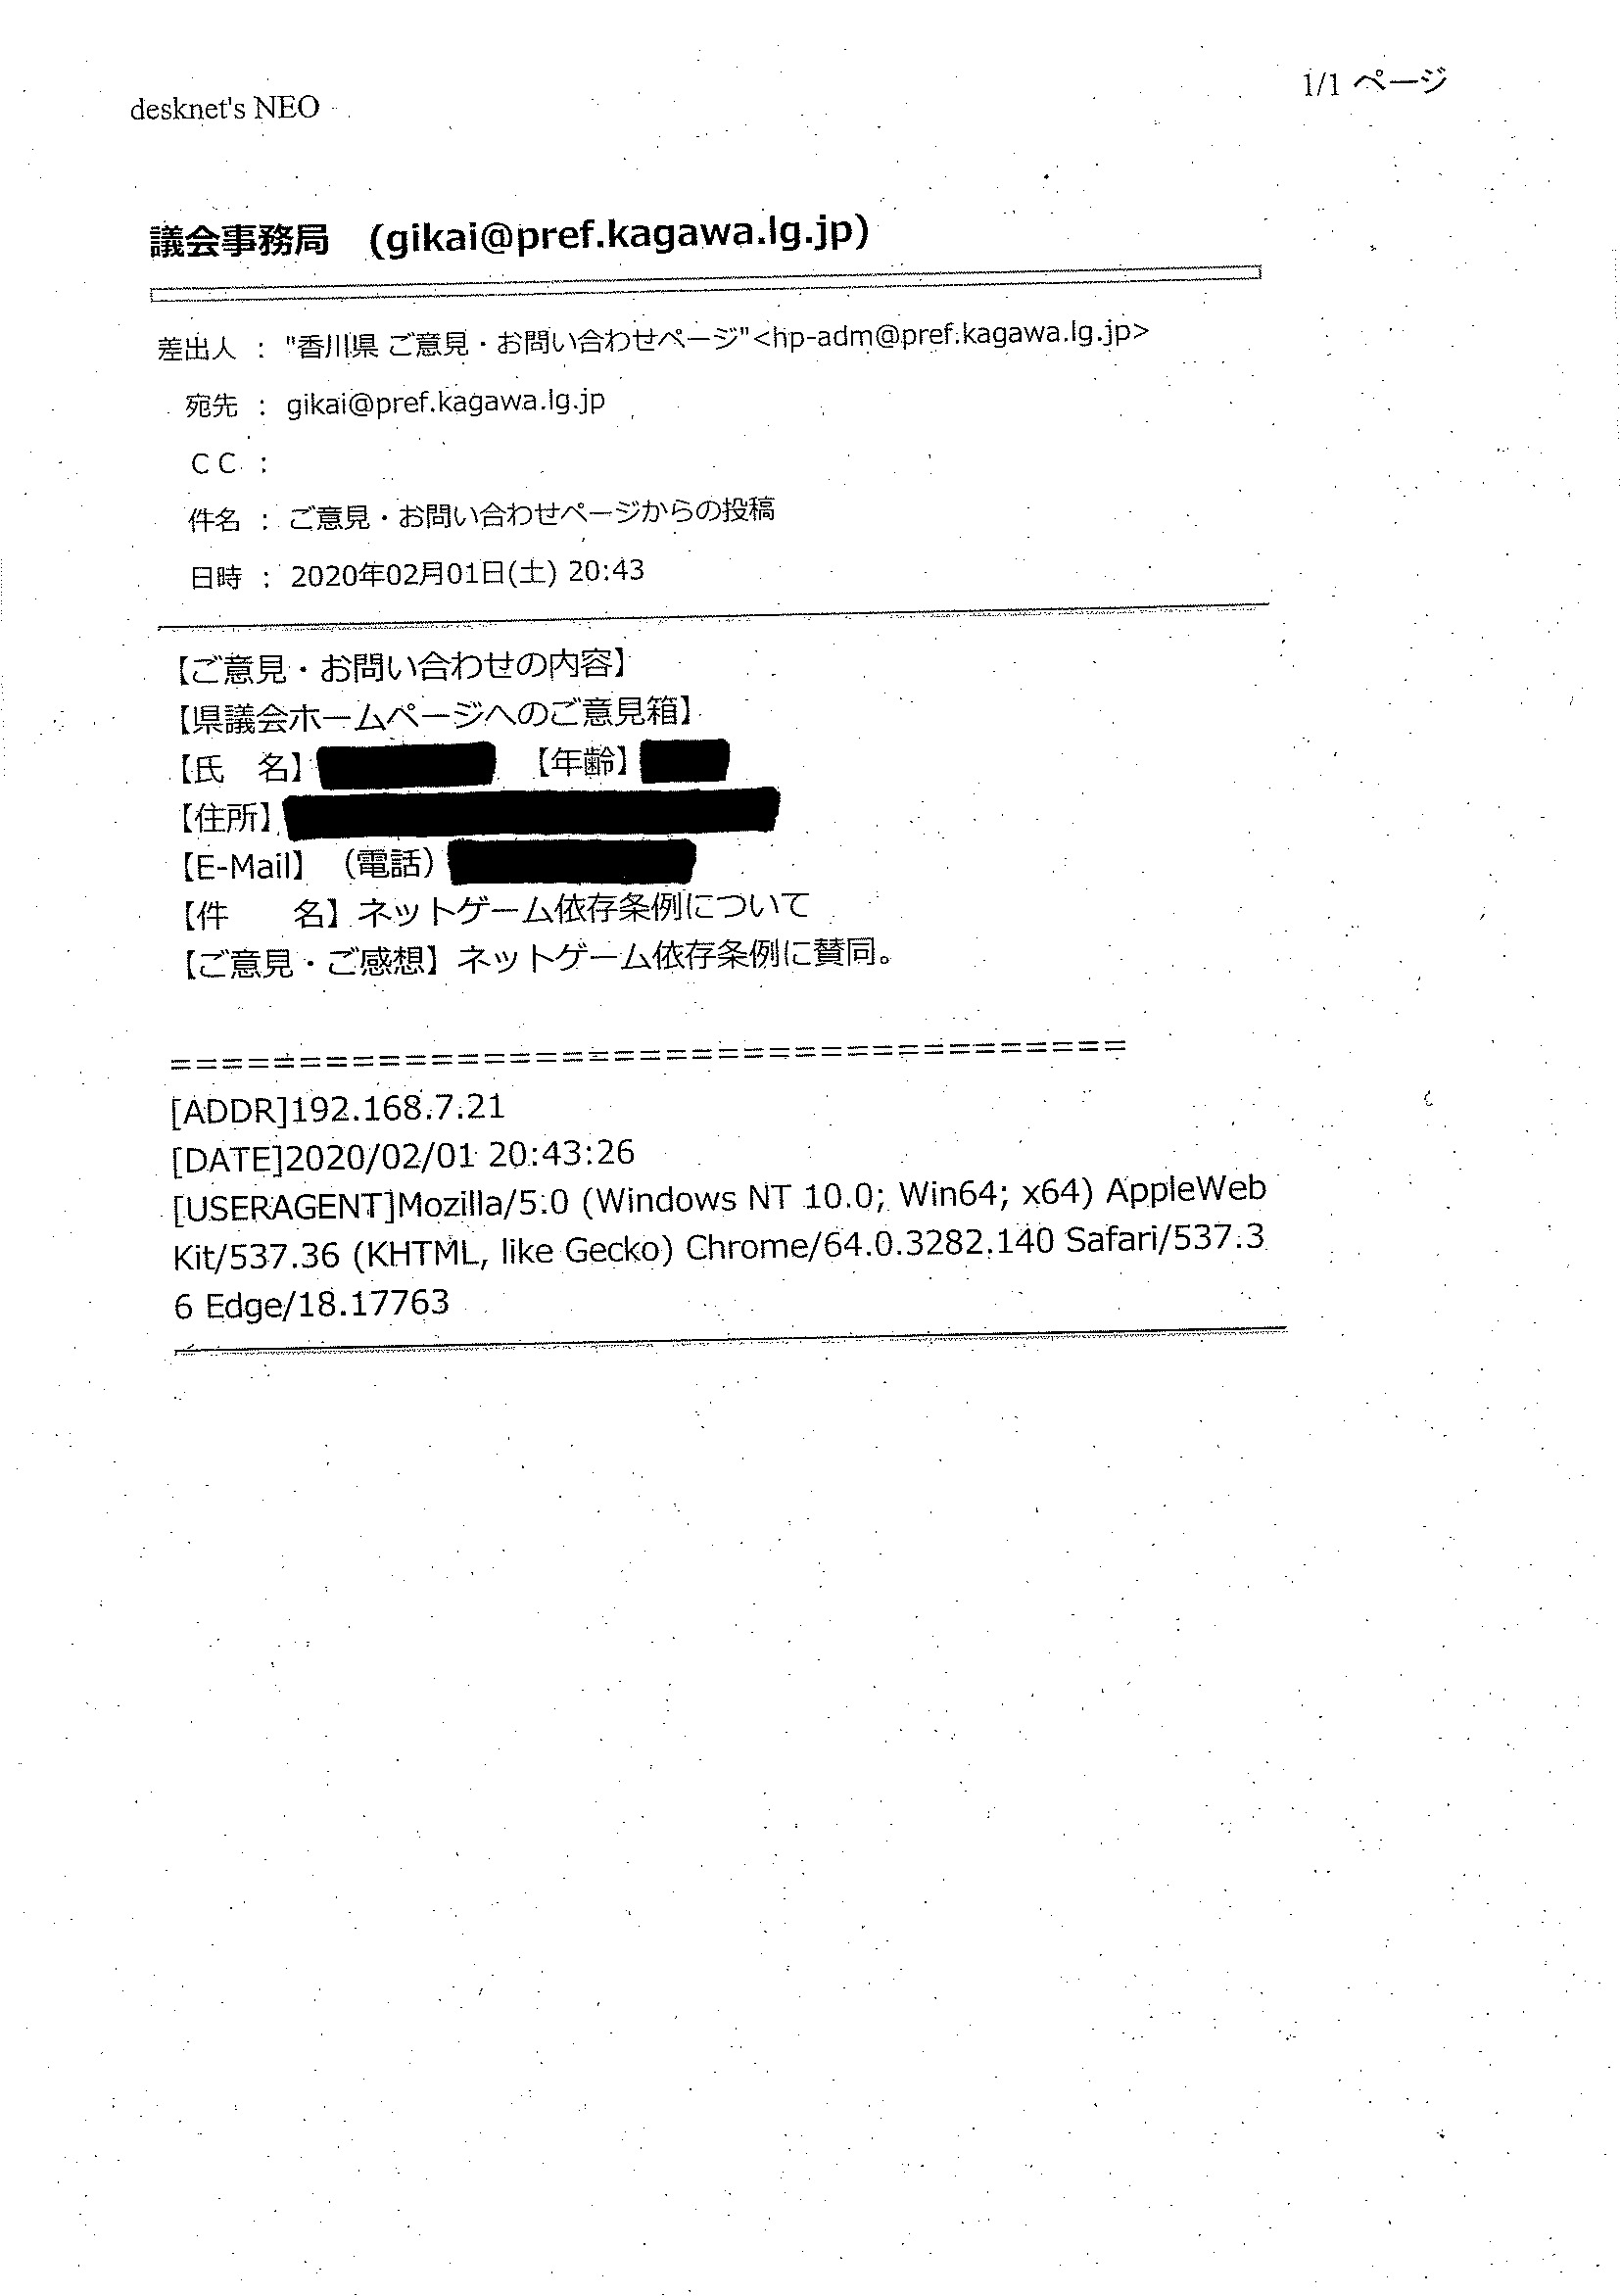 desknet's NEO
1/1 ページ
議会事務局　(gikai@pref.kagawa.lg.jp)
差出人 : "香川県 ご意見・お問い合わせページ"<hp-adm@pref.kagawa.lg.jp>
宛先 : gikai@pref.kagawa.lg.jp
ＣＣ :
件名 : ご意見・お問い合わせページからの投稿
日時 : 2020年02月01日(土) 20:43
【ご意見・お問い合わせの内容】
【県議会ホームページへのご意見箱】
【氏　名】 【年齢】
【住所】
【E-Mail】（電話）
【件　　名】ネットゲーム依存条例について
【ご意見・ご感想】ネットゲーム依存条例に賛同。
=====================================
[ADDR]192.168.7.21
[DATE]2020/02/01 20:43:26
[USERAGENT]Mozilla/5.0 (Windows NT 10.0; Win64; x64) AppleWeb
Kit/537.36 (KHTML, like Gecko) Chrome/64.0.3282.140 Safari/537.3
6 Edge/18.17763